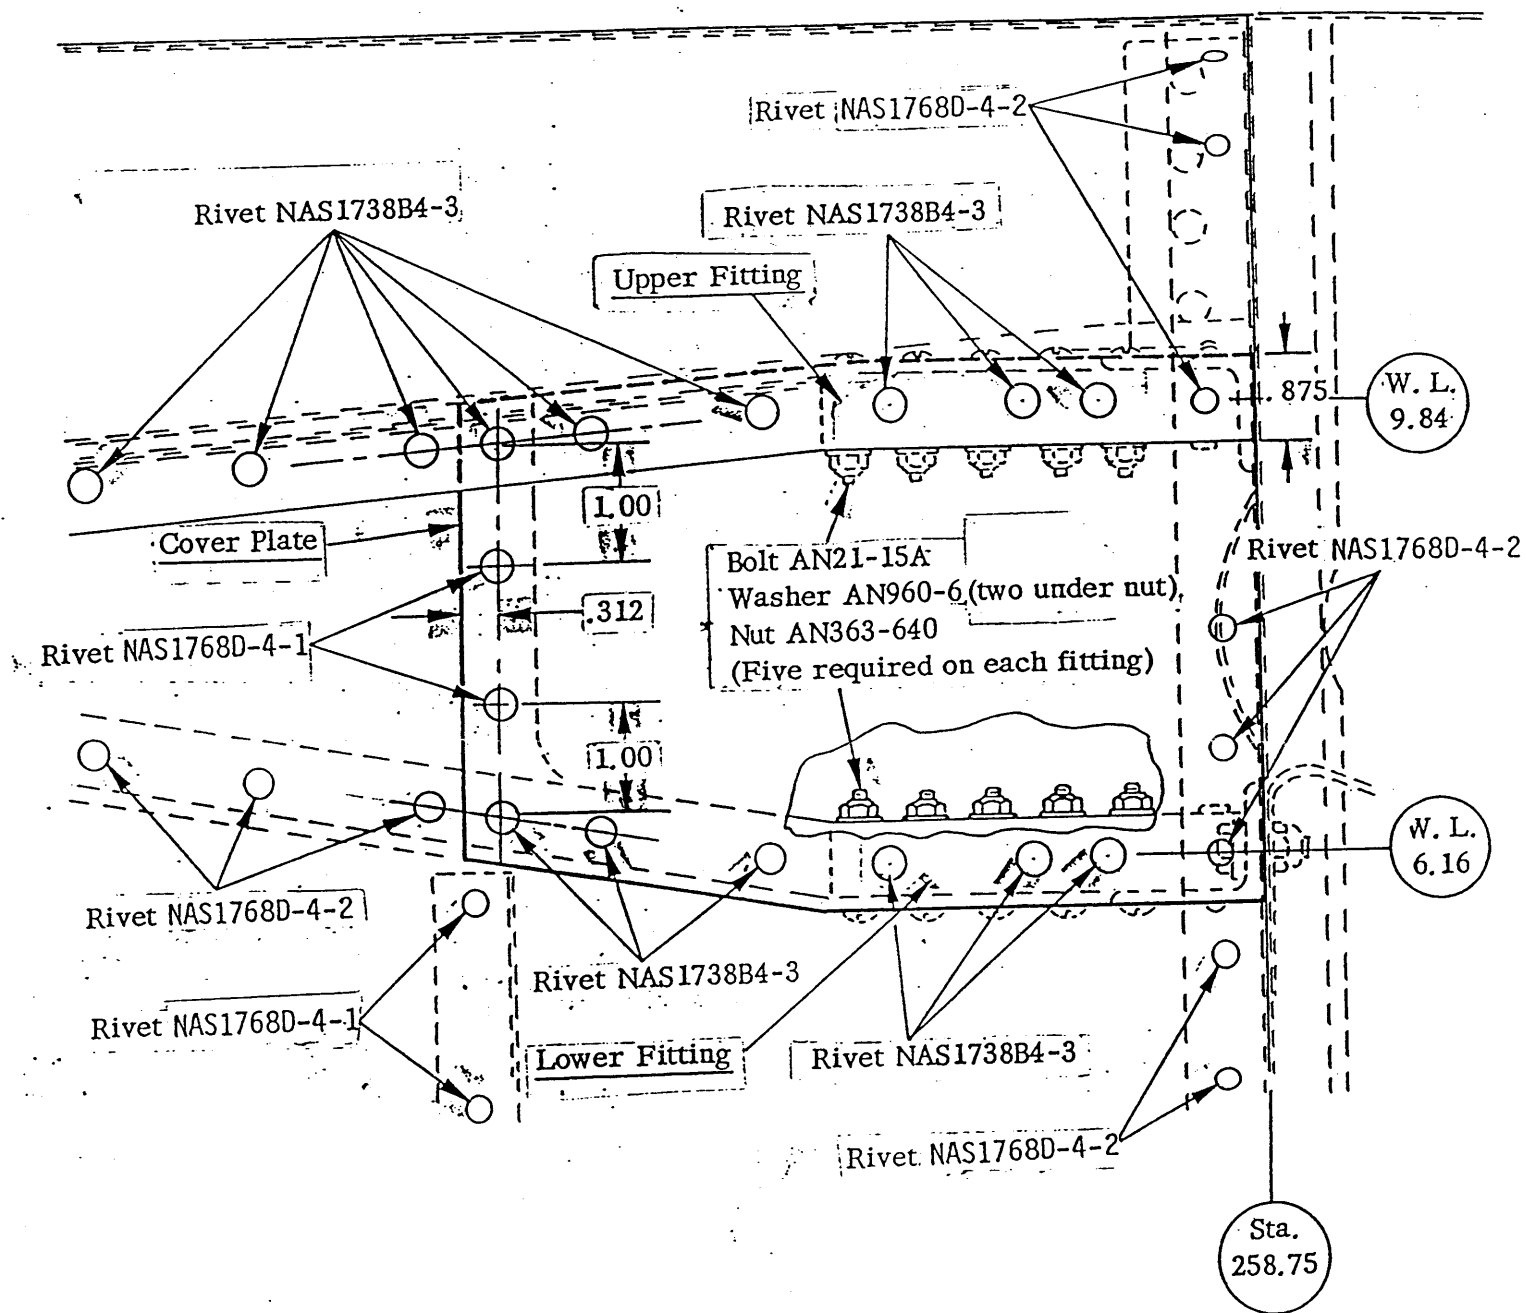 Rivet NAS1768D-4-2
Rivet NAS1738B4-3
Rivet NAS1738B4-3
Upper Fitting
.875
W. L.
9.84
1.00
Cover Plate
Bolt AN21-15A
Washer AN960-6 (two under nut)
Nut AN363-640
(Five required on each fitting)
Rivet NAS1768D-4-2
.312
Rivet NAS1768D-4-1
1.00
W. L.
6.16
Rivet NAS1768D-4-2
Rivet NAS1738B4-3
Rivet NAS1768D-4-1
Lower Fitting
Rivet NAS1738B4-3
Rivet NAS1768D-4-2
Sta.
258.75